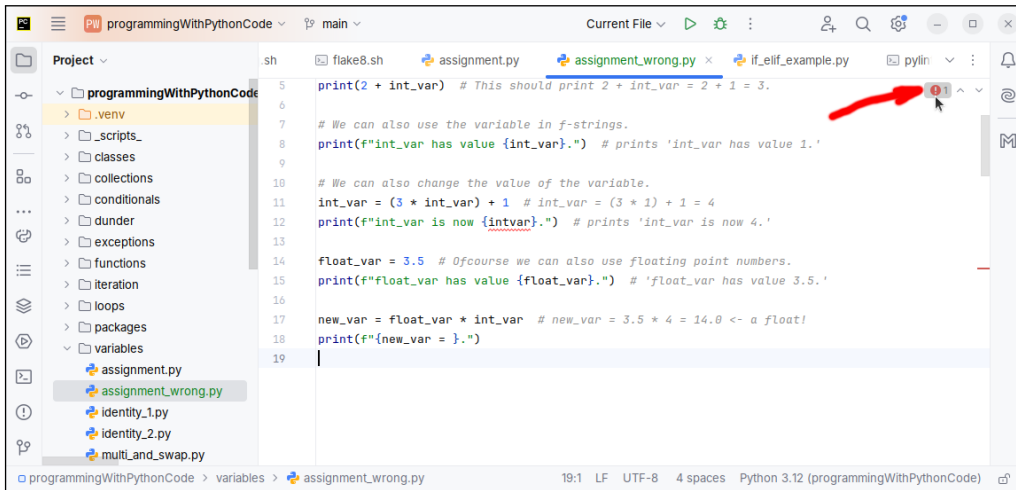 PC PW programmingWithPythonCode main Current File
Project .sh flake8.sh assignment.py assignment_wrong.py × if_elif_example.py pylin
programmingWithPythonCode
.venv
_scripts_
classes
collections
conditionals
dunder
exceptions
functions
iteration
loops
packages
variables
assignment.py
assignment_wrong.py
identity_1.py
identity_2.py
multi_and_swap.py
5 print(2 + int_var)  # This should print 2 + int_var = 2 + 1 = 3.
1
6
7 # We can also use the variable in f-strings.
8 print(f"int_var has value {int_var}.")  # prints 'int_var has value 1.'
9
10 # We can also change the value of the variable.
11 int_var = (3 * int_var) + 1  # int_var = (3 * 1) + 1 = 4
12 print(f"int_var is now {intvar}.")  # prints 'int_var is now 4.'
13
14 float_var = 3.5  # Ofcourse we can also use floating point numbers.
15 print(f"float_var has value {float_var}.")  # 'float_var has value 3.5.'
16
17 new_var = float_var * int_var  # new_var = 3.5 * 4 = 14.0 <- a float!
18 print(f"{new_var = }.")
19
programmingWithPythonCode > variables > assignment_wrong.py 19:1 LF UTF-8 4 spaces Python 3.12 (programmingWithPythonCode)